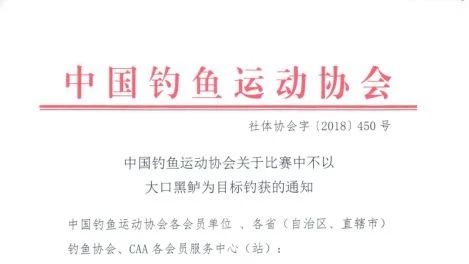 中国钓鱼运动协会
社体协会字〔2018〕450 号
中国钓鱼运动协会关于比赛中不以
大口黑鲈为目标钓获的通知
中国钓鱼运动协会各会员单位 、各省（自治区、直辖市）
钓鱼协会、CAA 各会员服务中心（站）：